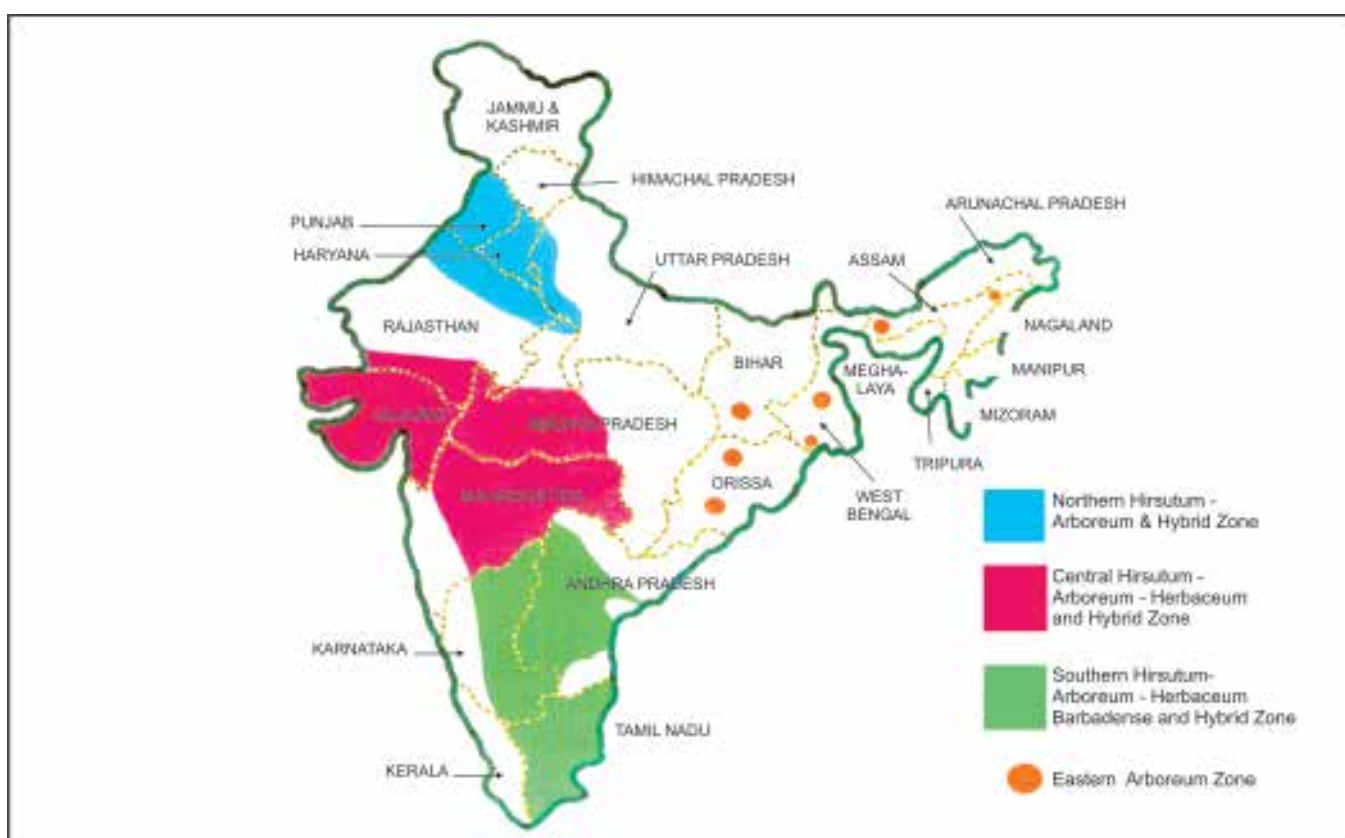 JAMMU &
KASHMIR
HIMACHAL PRADESH
ARUNACHAL PRADESH
PUNJAB
HARYANA
UTTAR PRADESH
ASSAM
RAJASTHAN
NAGALAND
BIHAR
MEGHA-
LAYA
MANIPUR
MIZORAM
PRADESH
TRIPURA
ORISSA
WEST
BENGAL
Northern Hirsutum -
Arboreum & Hybrid Zone
ANDHRA PRADESH
Central Hirsutum -
Arboreum - Herbaceum
and Hybrid Zone
KARNATAKA
Southern Hirsutum-
Arboreum - Herbaceum
Barbadense and Hybrid Zone
TAMIL NADU
KERALA
Eastern Arboreum Zone